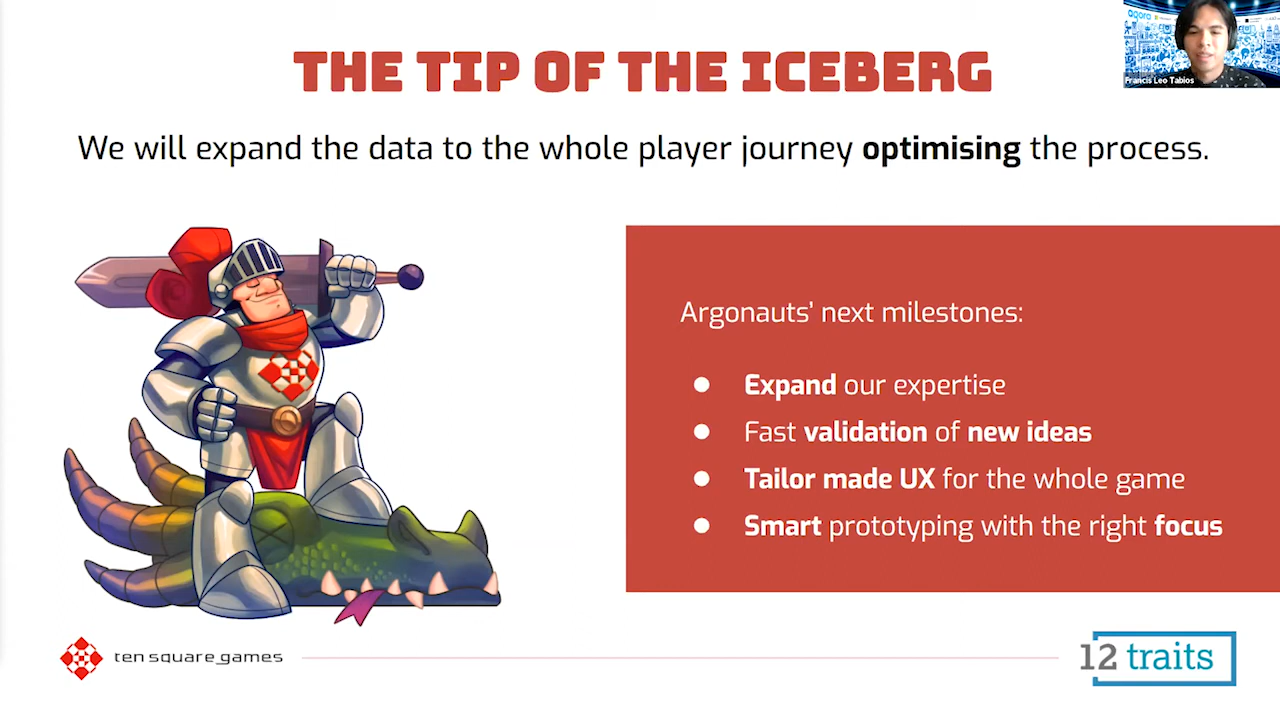 THE TIP OF THE ICEBERG
We will expand the data to the whole player journey optimising the process.
agora
Francis Leo Tabios
Argonauts’ next milestones:
● Expand our expertise
● Fast validation of new ideas
● Tailor made UX for the whole game
● Smart prototyping with the right focus
ten square games
12 traits